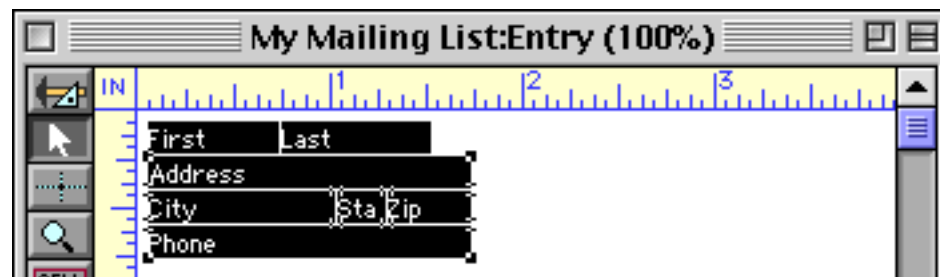 My Mailing List:Entry (100%)
IN 1 2 3
First Last
Address
City Sta Zip
Phone